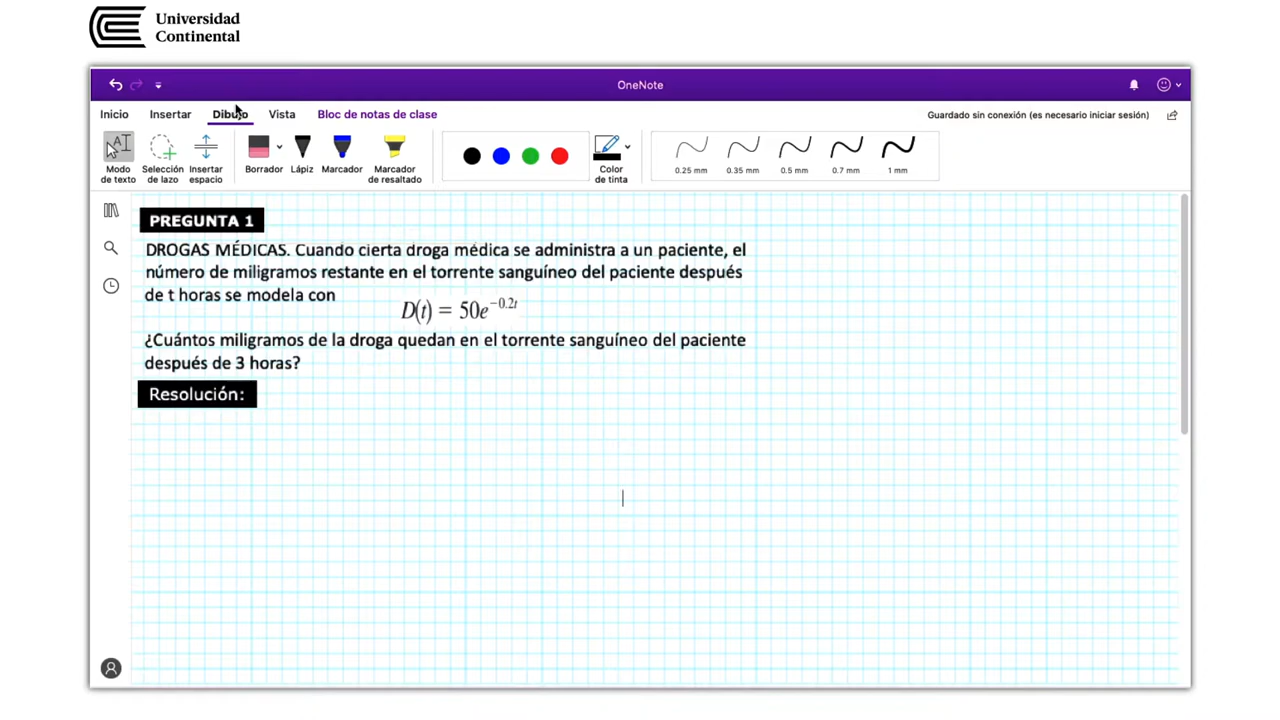 Universidad
Continental
OneNote
Inicio
Insertar
Dibujo
Vista
Bloc de notas de clase
Guardado sin conexión (es necesario iniciar sesión)
Modo
de texto
Selección
de lazo
Insertar
espacio
Borrador
Lápiz
Marcador
Marcador
de resaltado
Color
de tinta
0.25 mm
0.35 mm
0.5 mm
0.7 mm
1 mm
PREGUNTA 1
DROGAS MÉDICAS. Cuando cierta droga médica se administra a un paciente, el
número de miligramos restante en el torrente sanguíneo del paciente después
de t horas se modela con
D(t) = 50e^{-0.2t}
¿Cuántos miligramos de la droga quedan en el torrente sanguíneo del paciente
después de 3 horas?
Resolución: